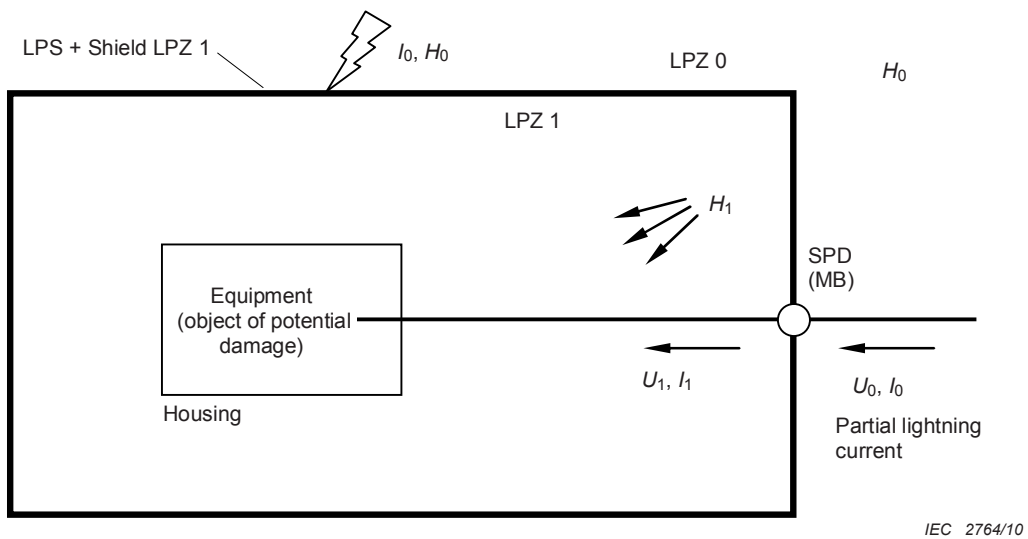 LPS + Shield LPZ 1
I0, H0
LPZ 0
H0
LPZ 1
H1
SPD
(MB)
Equipment
(object of potential
damage)
U1, I1
U0, I0
Housing
Partial lightning
current
IEC 2764/10